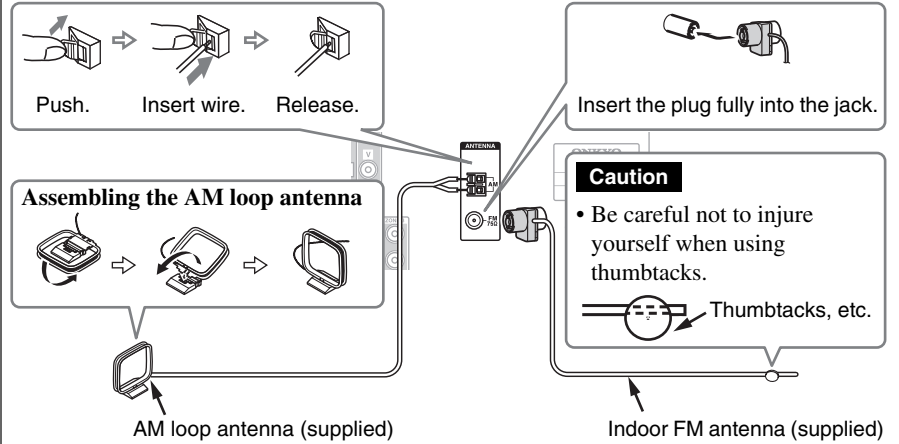 Push.
Insert wire.
Release.
Insert the plug fully into the jack.
ANTENNA
AM
FM
75Ω
V
Assembling the AM loop antenna
Caution
• Be careful not to injure
yourself when using
thumbtacks.
Thumbtacks, etc.
AM loop antenna (supplied)
Indoor FM antenna (supplied)